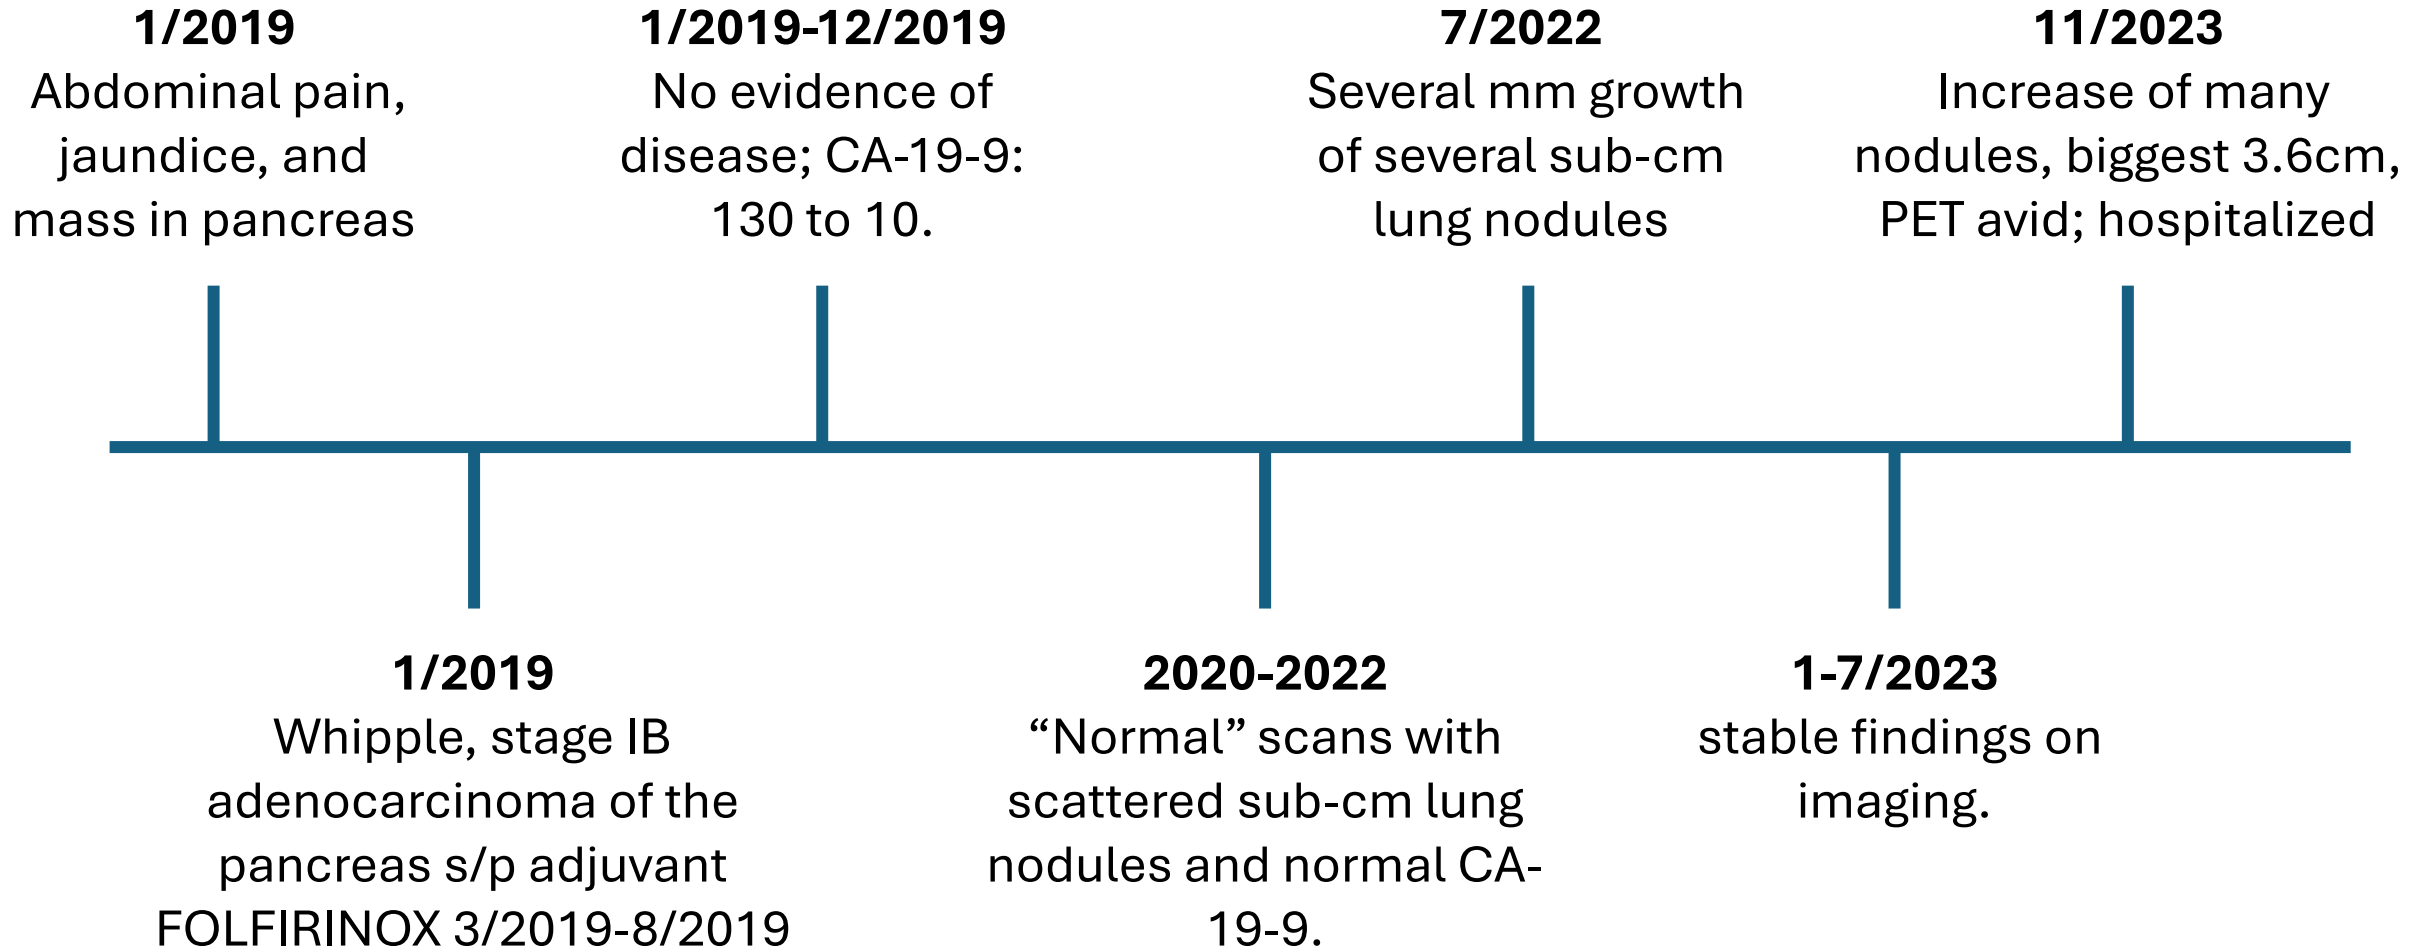 1/2019
Abdominal pain,
jaundice, and
mass in pancreas
1/2019
Whipple, stage IB
adenocarcinoma of the
pancreas s/p adjuvant
FOLFIRINOX 3/2019-8/2019
1/2019-12/2019
No evidence of
disease; CA-19-9:
130 to 10.
2020-2022
“Normal” scans with
scattered sub-cm lung
nodules and normal CA-
19-9.
7/2022
Several mm growth
of several sub-cm
lung nodules
1-7/2023
stable findings on
imaging.
11/2023
Increase of many
nodules, biggest 3.6cm,
PET avid; hospitalized